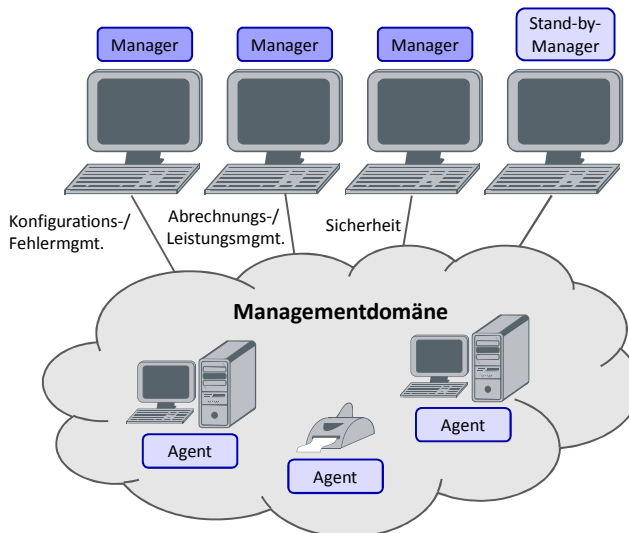 Manager
Manager
Manager
Stand-by-
Manager
Konfigurations-/
Fehlermgmt.
Abrechnungs-/
Leistungsmgmt.
Sicherheit
Managementdomäne
Agent
Agent
Agent